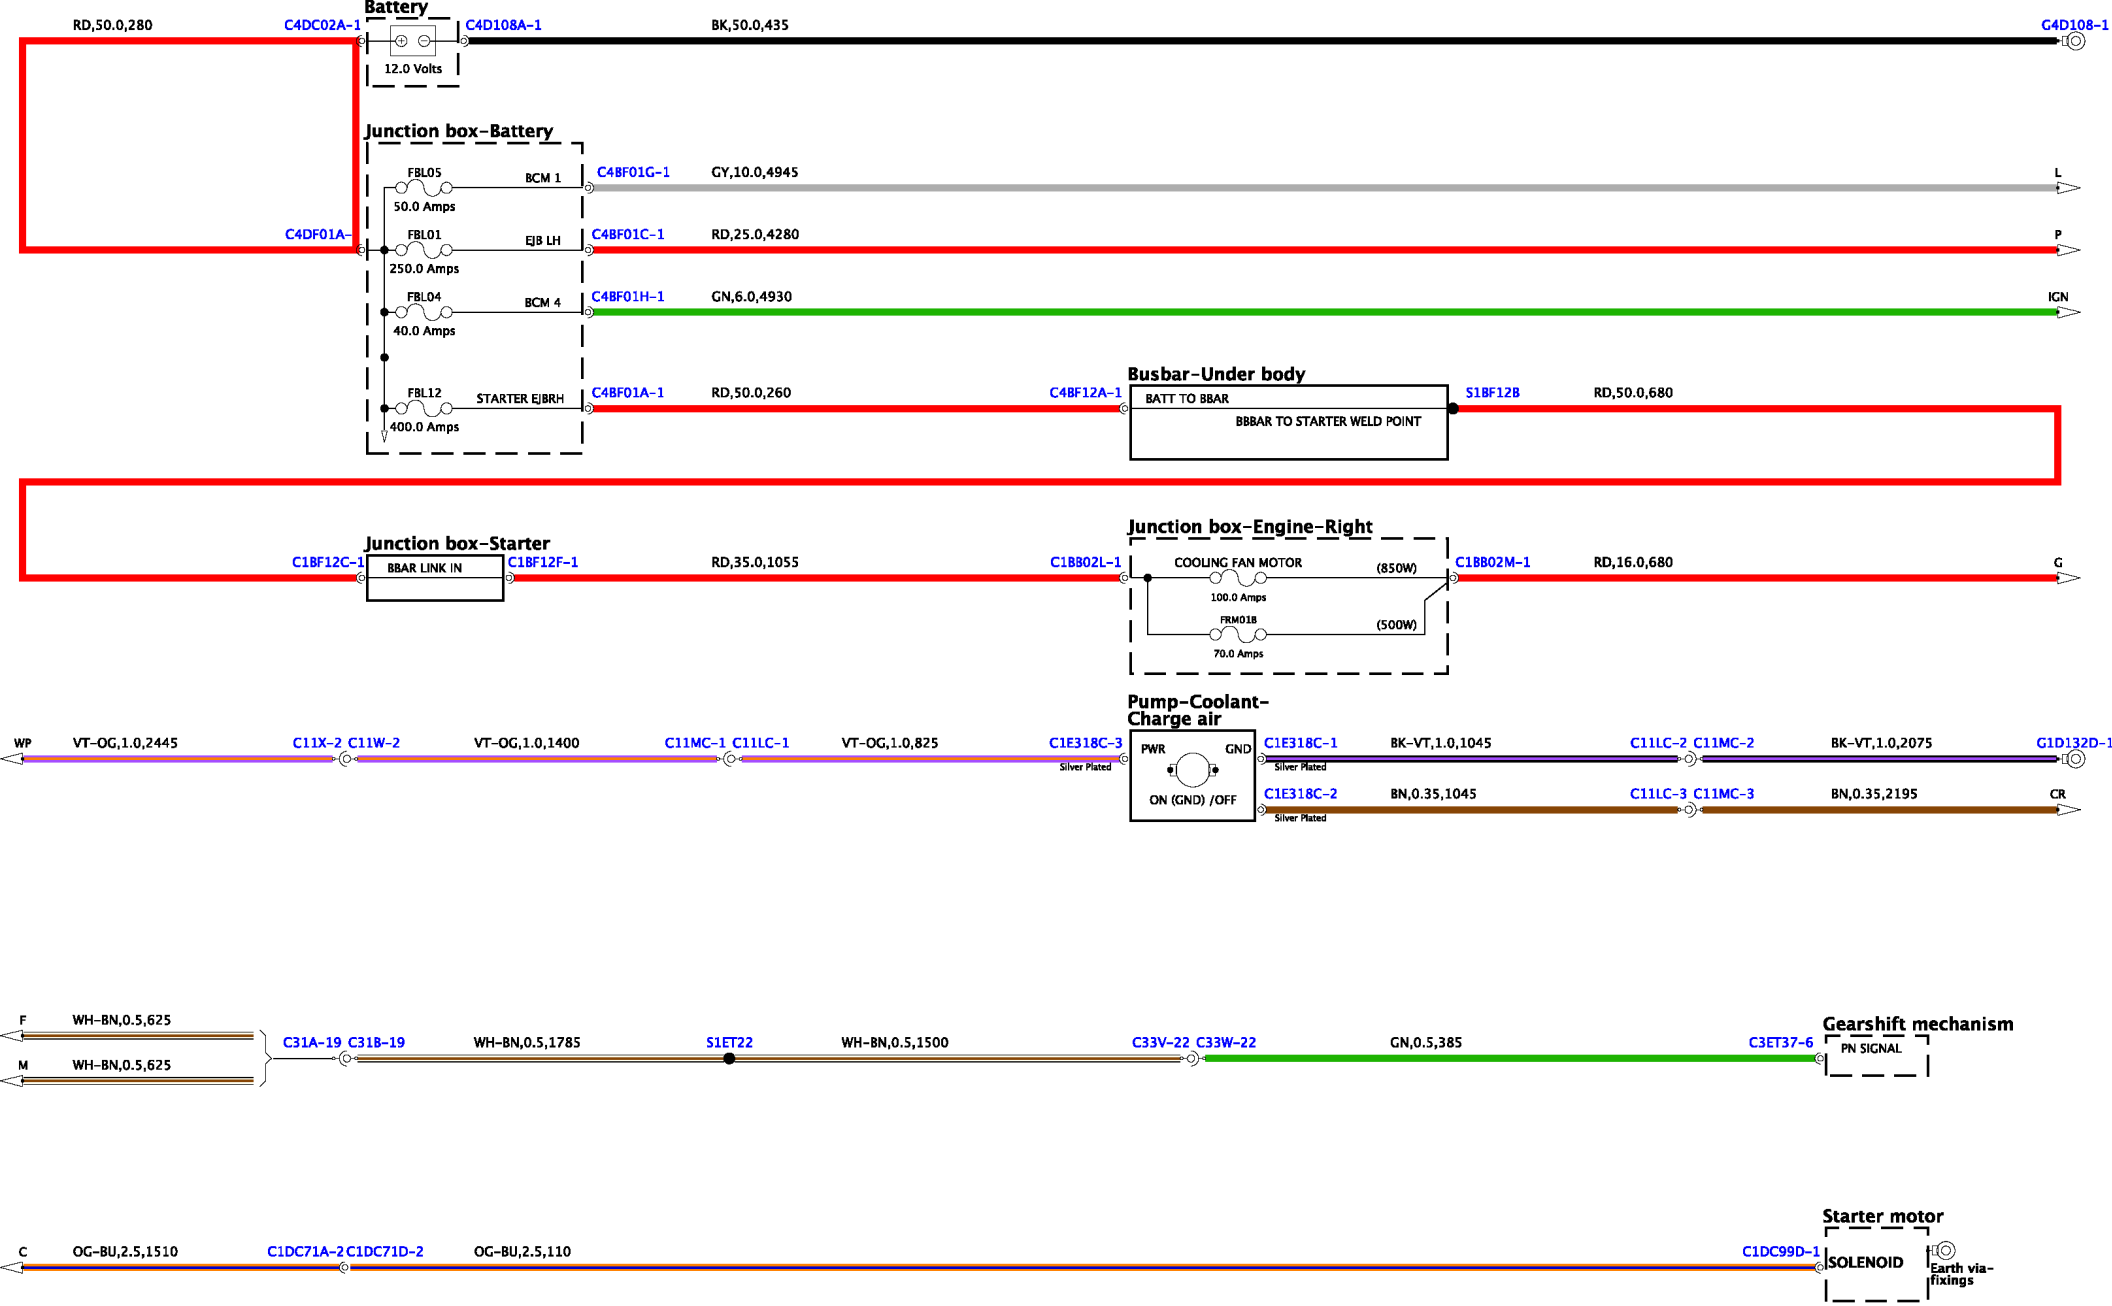 Battery
RD,50.0,280
C4DC02A-1
C4D108A-1
BK,50.0,435
G4D108-1
12.0 Volts
Junction box-Battery
FBL05
BCM 1
C4BF01G-1
GY,10.0,4945
L
50.0 Amps
C4DF01A-
FBL01
EJB LH
C4BF01C-1
RD,25.0,4280
P
250.0 Amps
FBL04
BCM 4
C4BF01H-1
GN,6.0,4930
IGN
40.0 Amps
Busbar-Under body
FBL12
STARTER EJBRH
C4BF01A-1
RD,50.0,260
C4BF12A-1
BATT TO BBAR
S1BF12B
RD,50.0,680
400.0 Amps
BBBAR TO STARTER WELD POINT
Junction box-Starter
Junction box-Engine-Right
C1BF12C-1
BBAR LINK IN
C1BF12F-1
RD,35.0,1055
C1BB02L-1
COOLING FAN MOTOR
(850W)
C1BB02M-1
RD,16.0,680
G
100.0 Amps
FRM01B
(500W)
70.0 Amps
Pump-Coolant-
Charge air
WP
VT-OG,1.0,2445
C11X-2
C11W-2
VT-OG,1.0,1400
C11MC-1
C11LC-1
VT-OG,1.0,825
C1E318C-3
Silver Plated
PWR
GND
C1E318C-1
Silver Plated
BK-VT,1.0,1045
C11LC-2
C11MC-2
BK-VT,1.0,2075
G1D132D-1
ON (GND) /OFF
C1E318C-2
Silver Plated
BN,0.35,1045
C11LC-3
C11MC-3
BN,0.35,2195
CR
F
WH-BN,0.5,625
M
WH-BN,0.5,625
C31A-19
C31B-19
WH-BN,0.5,1785
S1ET22
WH-BN,0.5,1500
C33V-22
C33W-22
GN,0.5,385
C3ET37-6
Gearshift mechanism
PN SIGNAL
Starter motor
C
OG-BU,2.5,1510
C1DC71A-2
C1DC71D-2
OG-BU,2.5,110
C1DC99D-1
SOLENOID
Earth via-
fixings